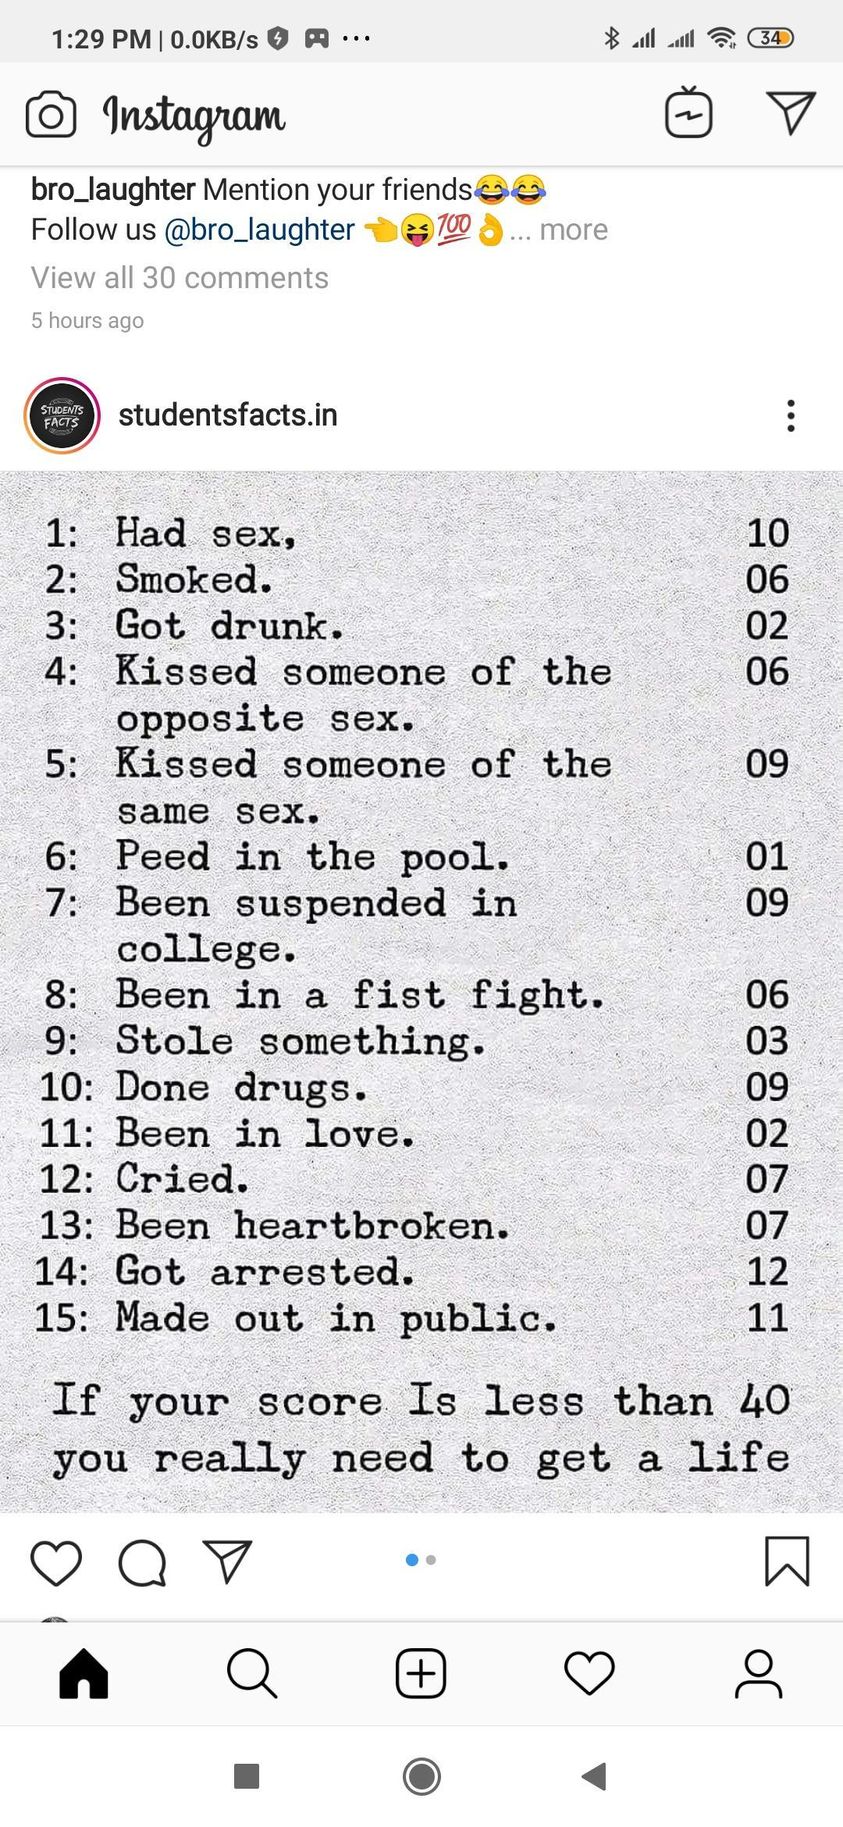 1:29 PM | 0.0KB/s ...
34
Instagram
bro_laughter Mention your friends😂😂
Follow us @bro_laughter 👈😝💯👌... more
View all 30 comments
5 hours ago
STUDENTS
FACTS
studentsfacts.in
1: Had sex, 10
2: Smoked. 06
3: Got drunk. 02
4: Kissed someone of the 06
opposite sex.
5: Kissed someone of the 09
same sex.
6: Peed in the pool. 01
7: Been suspended in 09
college.
8: Been in a fist fight. 06
9: Stole something. 03
10: Done drugs. 09
11: Been in love. 02
12: Cried. 07
13: Been heartbroken. 07
14: Got arrested. 12
15: Made out in public. 11
If your score Is less than 40
you really need to get a life